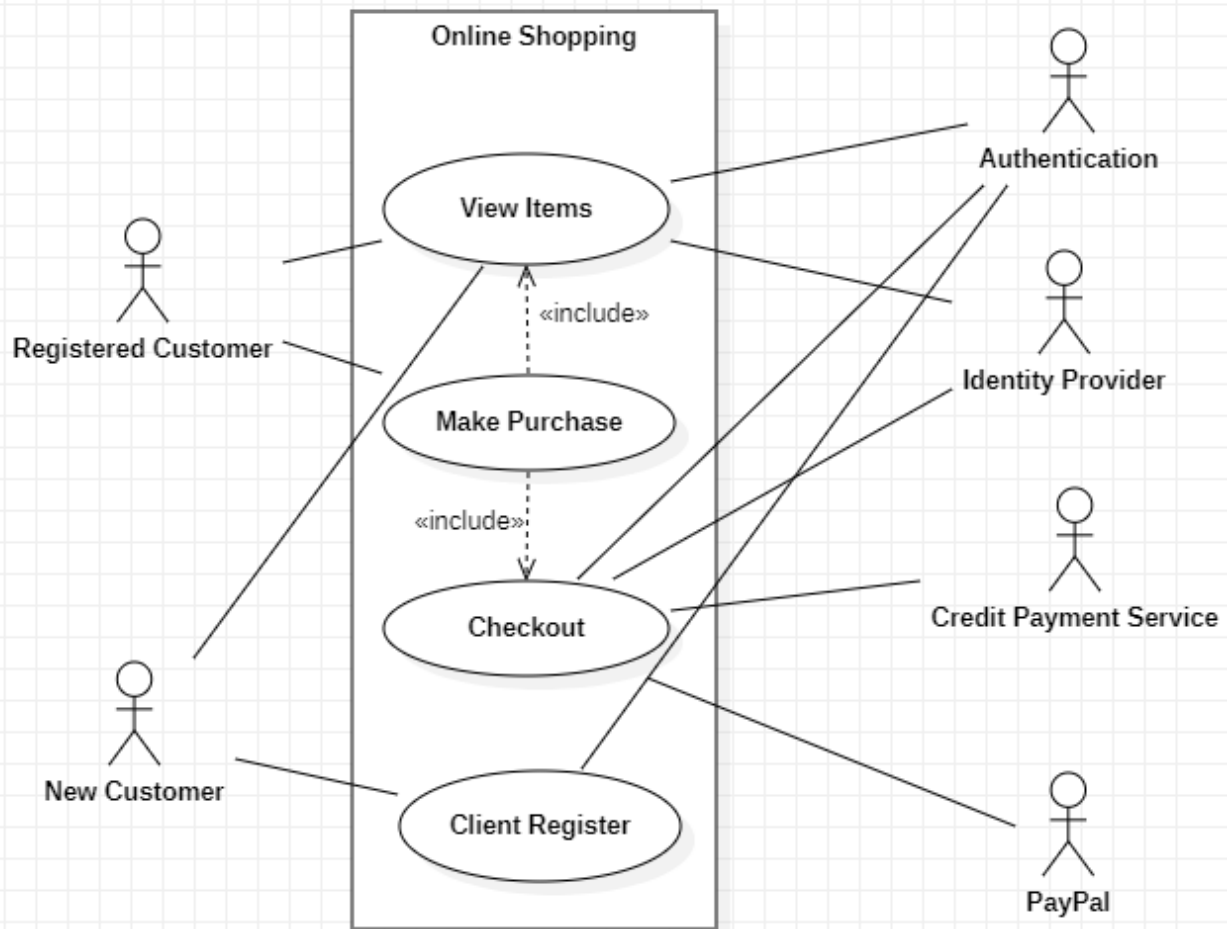 Online Shopping
View Items
«include»
Make Purchase
«include»
Checkout
Client Register
Registered Customer
New Customer
Authentication
Identity Provider
Credit Payment Service
PayPal